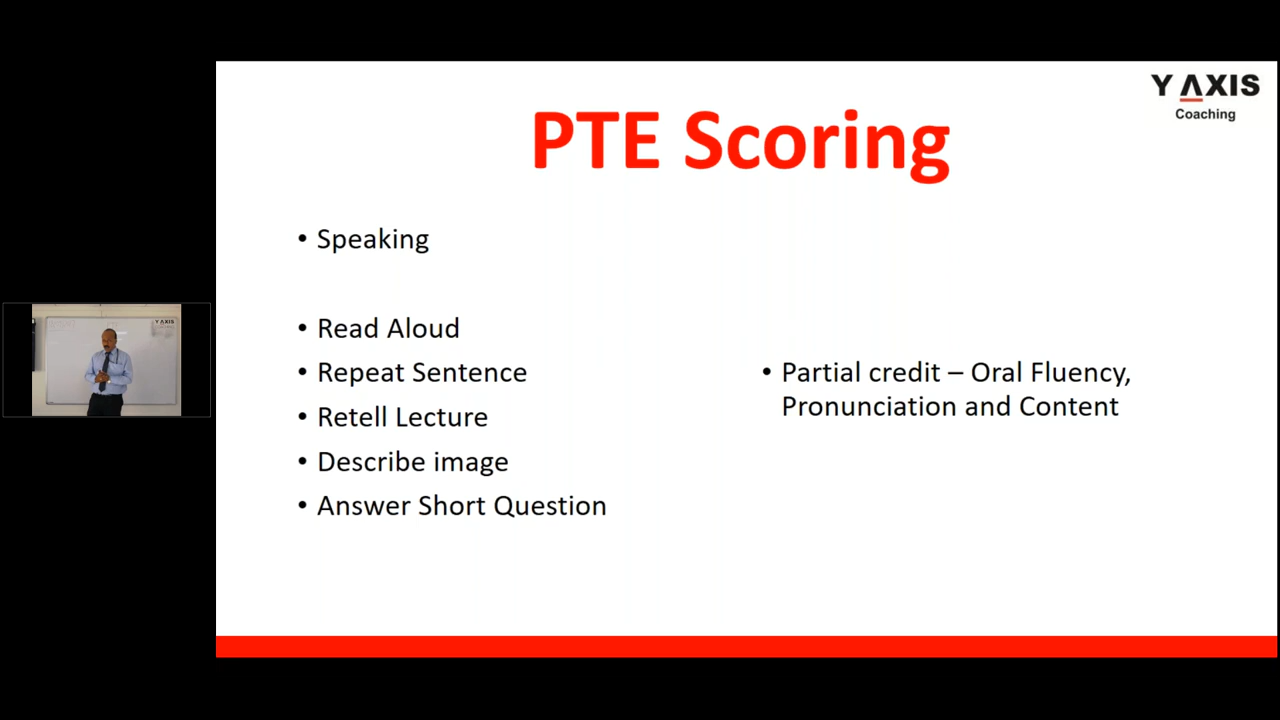 Y AXIS
Coaching
PTE Scoring
• Speaking
• Read Aloud
• Repeat Sentence
• Retell Lecture
• Describe image
• Answer Short Question
• Partial credit – Oral Fluency,
Pronunciation and Content
Y AXIS